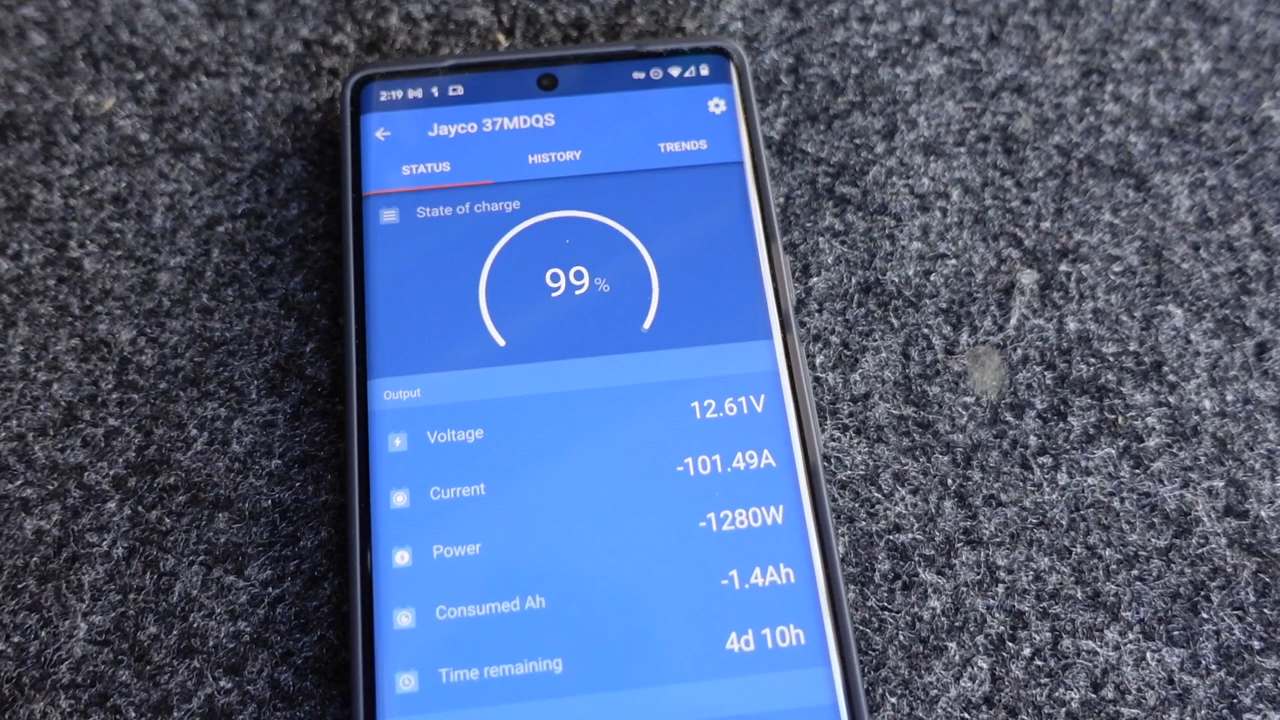 2:19
Jayco 37MDQS
STATUS HISTORY TRENDS
State of charge
99%
Output
Voltage 12.61V
Current -101.49A
Power -1280W
Consumed Ah -1.4Ah
Time remaining 4d 10h